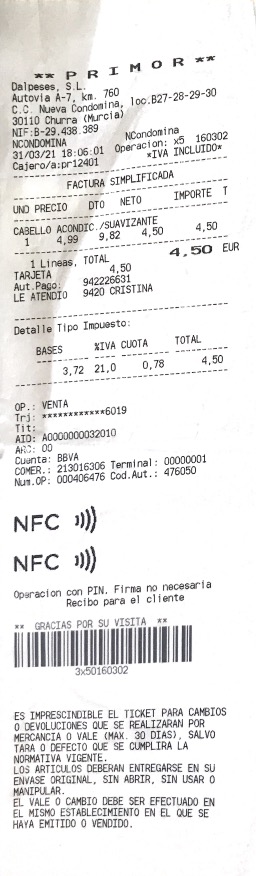 ** P R I M O R **
Dalpeses, S.L.
Autovia A-7, km. 760
C.C. Nueva Condomina, loc.B27-28-29-30
30110 Churra (Murcia)
NIF:B-29.438.389
NCONDOMINA NCondomina
31/03/21 18:06:01 Operacion: x5 160302
Cajero/a:pr12401 *IVA INCLUIDO*
FACTURA SIMPLIFICADA
UND PRECIO DTO NETO IMPORTE T
CABELLO ACONDIC./SUAVIZANTE
1 4,99 9,82 4,50 4,50
1 Lineas, TOTAL 4,50 EUR
TARJETA 4,50
Aut.Pago: 942226631
LE ATENDIO 9420 CRISTINA
Detalle Tipo Impuesto:
BASES %IVA CUOTA TOTAL
3,72 21,0 0,78 4,50
OP.: VENTA
Trj: ************6019
Tit:
AID: A0000000032010
ARC: 00
Cuenta: BBVA
COMER.: 213016306 Terminal: 00000001
Num.OP: 000406476 Cod.Aut.: 476050
NFC
NFC
Operacion con PIN. Firma no necesaria
Recibo para el cliente
** GRACIAS POR SU VISITA **
3x50160302
ES IMPRESCINDIBLE EL TICKET PARA CAMBIOS
O DEVOLUCIONES QUE SE REALIZARAN POR
MERCANCIA O VALE (MAX. 30 DIAS), SALVO
TARA O DEFECTO QUE SE CUMPLIRA LA
NORMATIVA VIGENTE.
LOS ARTICULOS DEBERAN ENTREGARSE EN SU
ENVASE ORIGINAL, SIN ABRIR, SIN USAR O
MANIPULAR.
EL VALE O CAMBIO DEBE SER EFECTUADO EN
EL MISMO ESTABLECIMIENTO EN EL QUE SE
HAYA EMITIDO O VENDIDO.